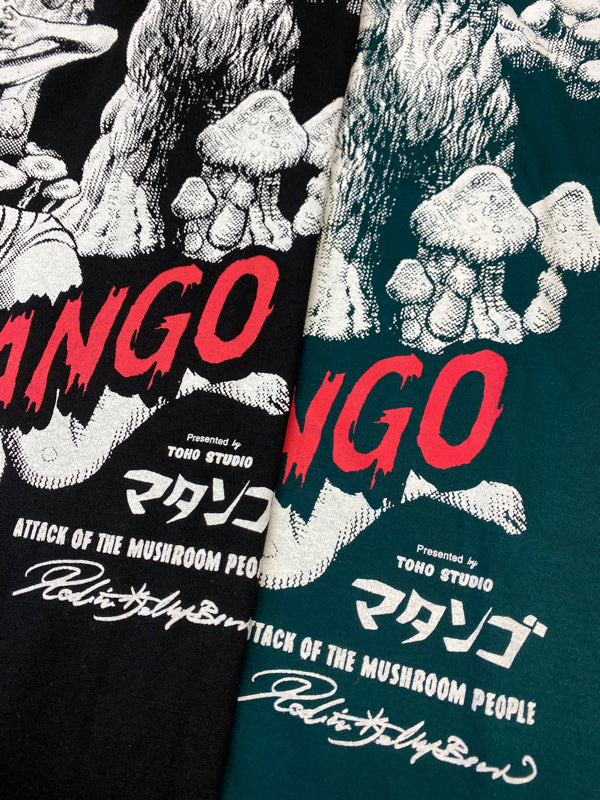 ANGO
Presented by
TOHO STUDIO
マタンゴ
ATTACK OF THE MUSHROOM PEO
NGO
Presented by
TOHO STUDIO
マタンゴ
TTACK OF THE MUSHROOM PEOPLE